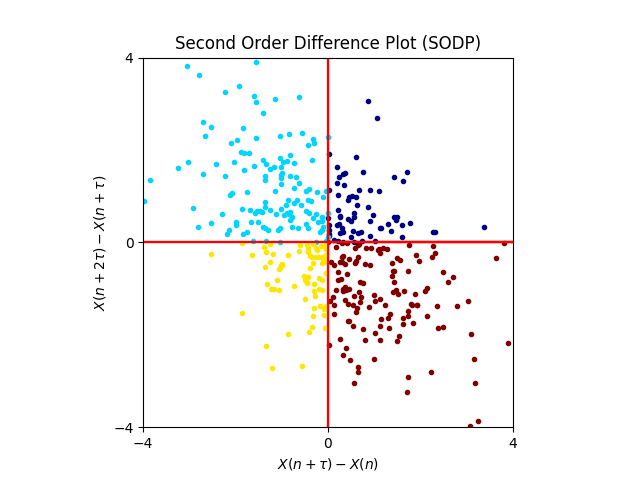 Second Order Difference Plot (SODP)
4
0
−4
X(n + 2τ) − X(n + τ)
−4 0 4
X(n + τ) − X(n)